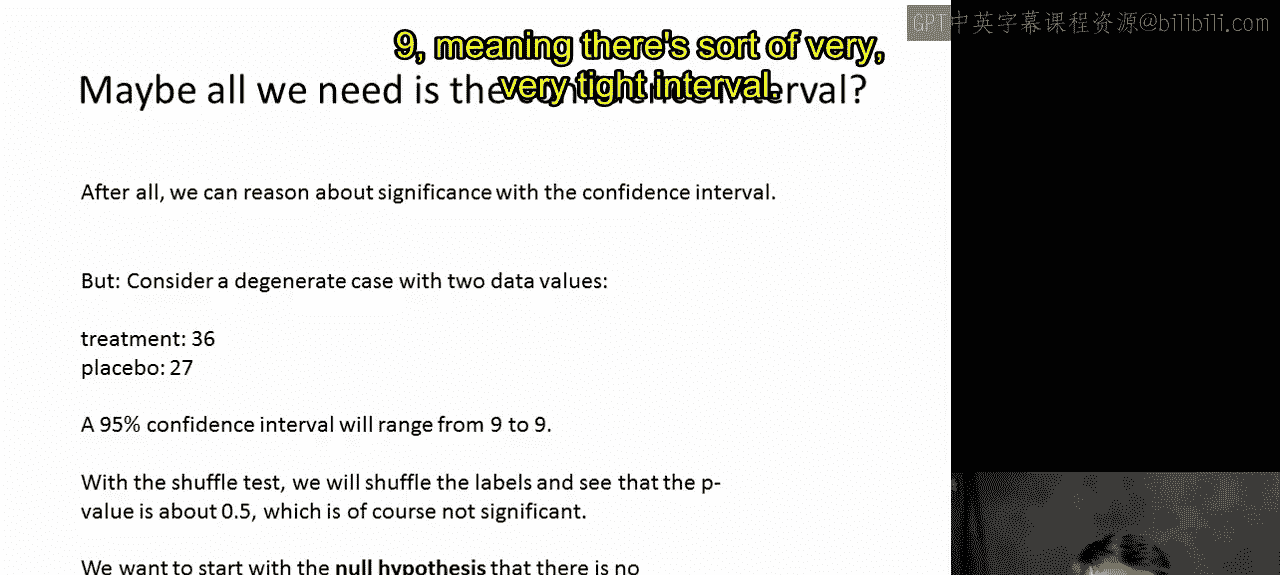 GPT中英字幕课程资源@bilibili.com
9, meaning there's sort of very,
very tight interval.
Maybe all we need is the confidence interval?
After all, we can reason about significance with the confidence interval.
But: Consider a degenerate case with two data values:
treatment: 36
placebo: 27
A 95% confidence interval will range from 9 to 9.
With the shuffle test, we will shuffle the labels and see that the p-
value is about 0.5, which is of course not significant.
We want to start with the null hypothesis that there is no